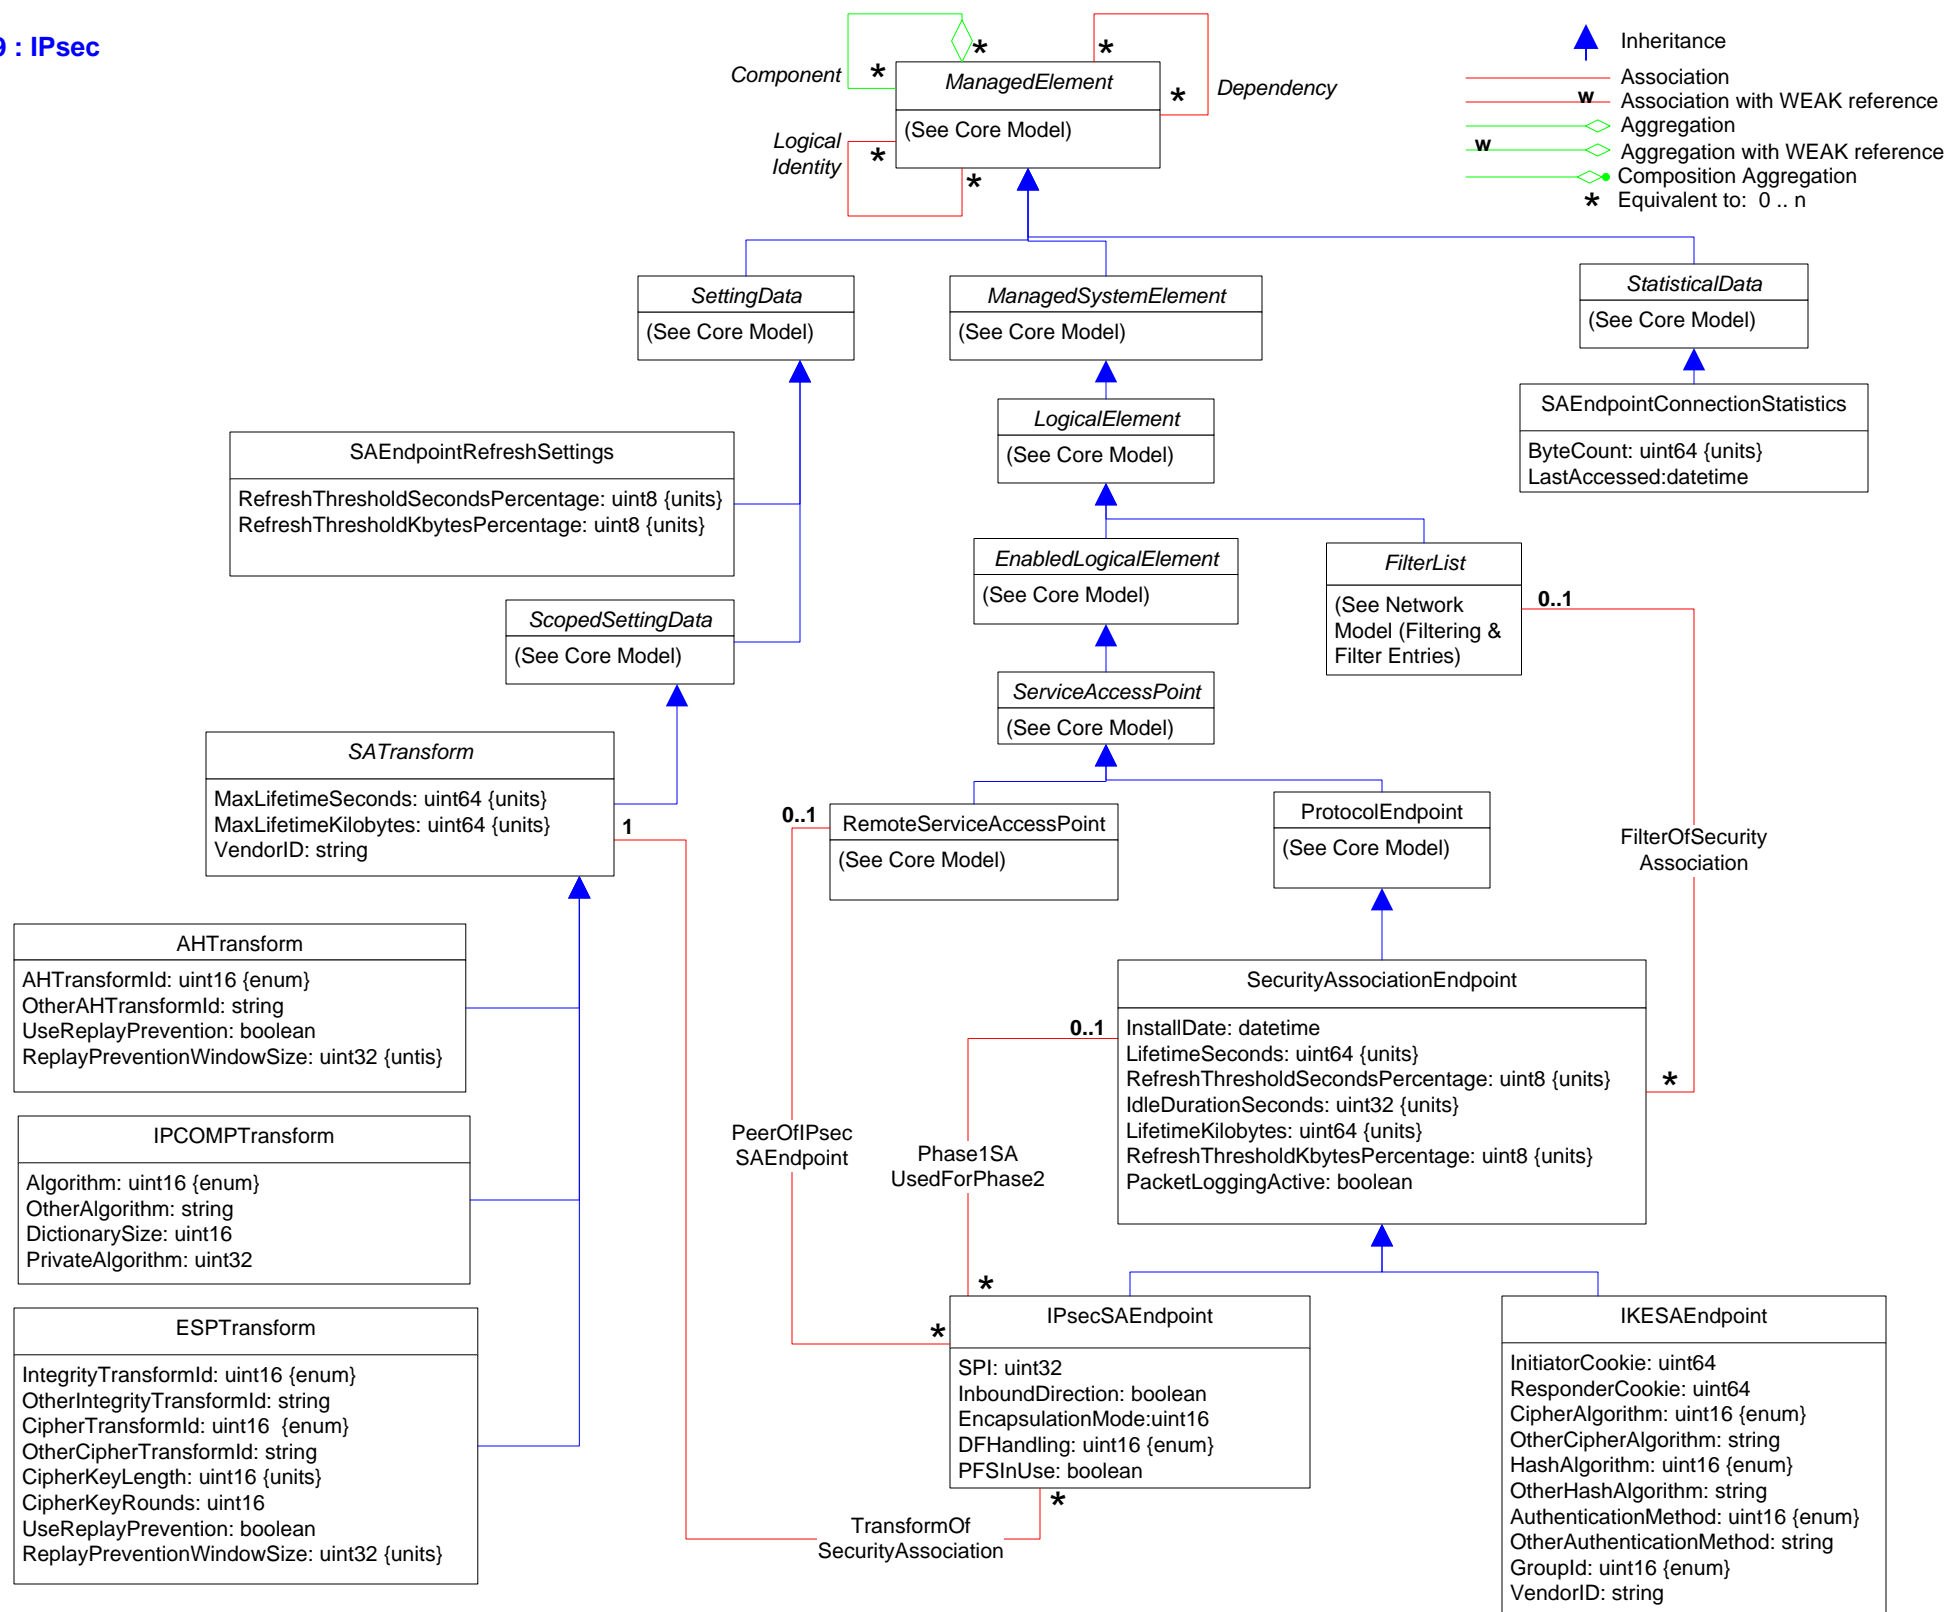 9 : IPsec
Component
*
*
ManagedElement
(See Core Model)
*
*
Dependency
Logical
Identity
*
*
Inheritance
Association
w
Association with WEAK reference
Aggregation
w
Aggregation with WEAK reference
Composition Aggregation
*
Equivalent to: 0 .. n
SettingData
(See Core Model)
ManagedSystemElement
(See Core Model)
StatisticalData
(See Core Model)
SAEndpointConnectionStatistics
ByteCount: uint64 {units}
LastAccessed:datetime
LogicalElement
(See Core Model)
SAEndpointRefreshSettings
RefreshThresholdSecondsPercentage: uint8 {units}
RefreshThresholdKbytesPercentage: uint8 {units}
EnabledLogicalElement
(See Core Model)
FilterList
(See Network
Model (Filtering &
Filter Entries)
0..1
ScopedSettingData
(See Core Model)
ServiceAccessPoint
(See Core Model)
SATransform
MaxLifetimeSeconds: uint64 {units}
MaxLifetimeKilobytes: uint64 {units}
VendorID: string
1
0..1
RemoteServiceAccessPoint
(See Core Model)
ProtocolEndpoint
(See Core Model)
FilterOfSecurity
Association
AHTransform
AHTransformId: uint16 {enum}
OtherAHTransformId: string
UseReplayPrevention: boolean
ReplayPreventionWindowSize: uint32 {untis}
SecurityAssociationEndpoint
InstallDate: datetime
LifetimeSeconds: uint64 {units}
RefreshThresholdSecondsPercentage: uint8 {units}
IdleDurationSeconds: uint32 {units}
LifetimeKilobytes: uint64 {units}
RefreshThresholdKbytesPercentage: uint8 {units}
PacketLoggingActive: boolean
0..1
*
IPCOMPTransform
Algorithm: uint16 {enum}
OtherAlgorithm: string
DictionarySize: uint16
PrivateAlgorithm: uint32
PeerOfIPsec
SAEndpoint
Phase1SA
UsedForPhase2
*
*
ESPTransform
IntegrityTransformId: uint16 {enum}
OtherIntegrityTransformId: string
CipherTransformId: uint16 {enum}
OtherCipherTransformId: string
CipherKeyLength: uint16 {units}
CipherKeyRounds: uint16
UseReplayPrevention: boolean
ReplayPreventionWindowSize: uint32 {units}
IPsecSAEndpoint
SPI: uint32
InboundDirection: boolean
EncapsulationMode:uint16
DFHandling: uint16 {enum}
PFSInUse: boolean
*
TransformOf
SecurityAssociation
IKESAEndpoint
InitiatorCookie: uint64
ResponderCookie: uint64
CipherAlgorithm: uint16 {enum}
OtherCipherAlgorithm: string
HashAlgorithm: uint16 {enum}
OtherHashAlgorithm: string
AuthenticationMethod: uint16 {enum}
OtherAuthenticationMethod: string
GroupId: uint16 {enum}
VendorID: string